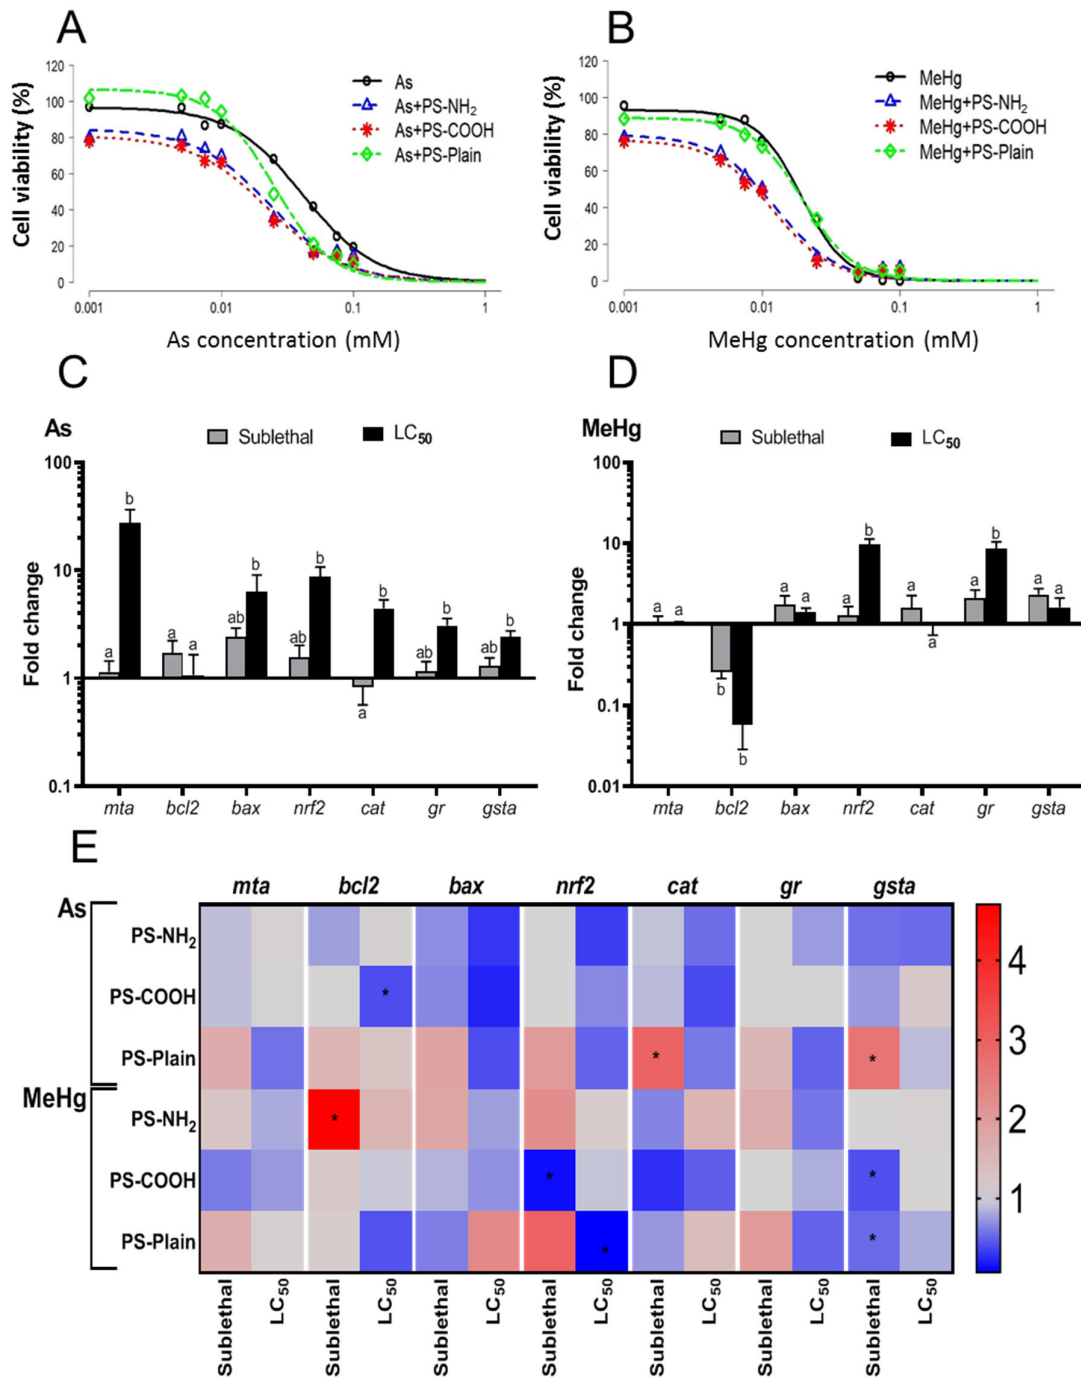 A
120
100
80
60
40
20
0
Cell viability (%)
As
As+PS-NH₂
As+PS-COOH
As+PS-Plain
0.001 0.01 0.1 1
As concentration (mM)
B
120
100
80
60
40
20
0
Cell viability (%)
MeHg
MeHg+PS-NH₂
MeHg+PS-COOH
MeHg+PS-Plain
0.001 0.01 0.1 1
MeHg concentration (mM)
C
As
Sublethal LC₅₀
100
10
1
0.1
Fold change
a b a a ab b ab b a b ab b ab b
mta bcl2 bax nrf2 cat gr gsta
D
MeHg
Sublethal LC₅₀
100
10
1
0.1
0.01
Fold change
a a b b a a a b a a a b a a
mta bcl2 bax nrf2 cat gr gsta
E
mta bcl2 bax nrf2 cat gr gsta
As
PS-NH₂
PS-COOH
*
PS-Plain
* *
MeHg
PS-NH₂
*
PS-COOH
* *
PS-Plain
* *
4
3
2
1
Sublethal LC₅₀ Sublethal LC₅₀ Sublethal LC₅₀ Sublethal LC₅₀ Sublethal LC₅₀ Sublethal LC₅₀ Sublethal LC₅₀